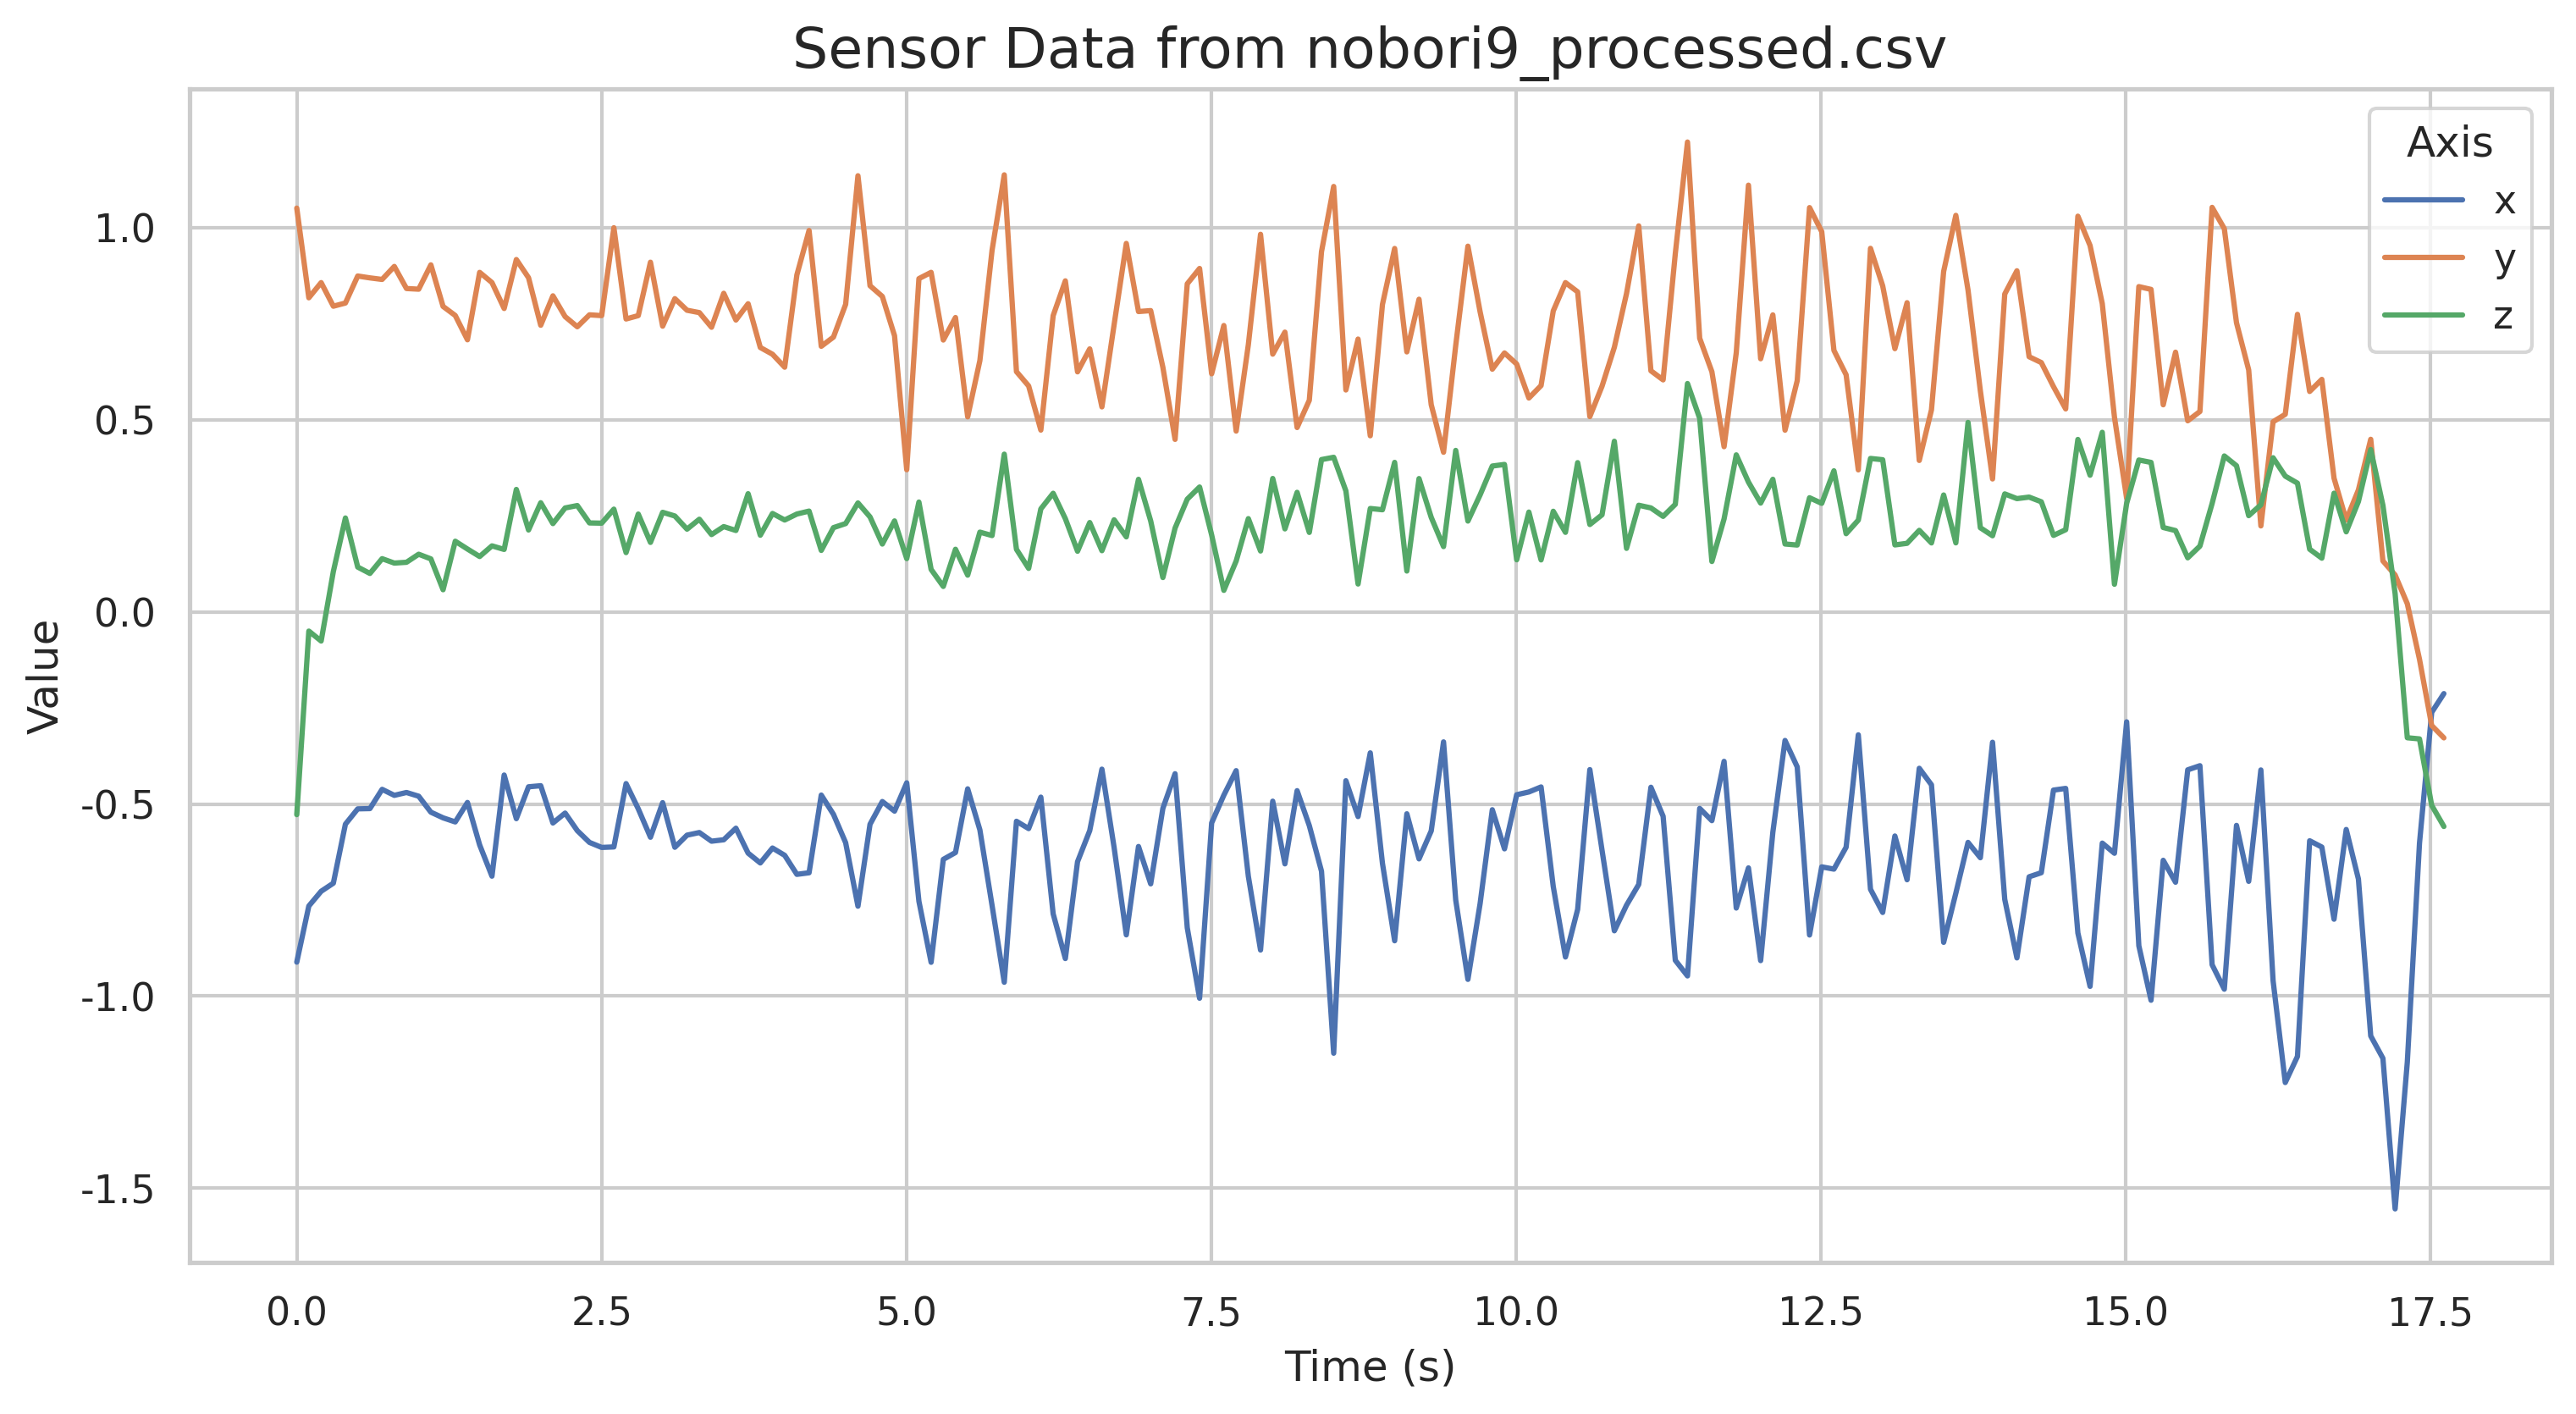 Sensor Data from nobori9_processed.csv
Axis
x
y
z
Value
1.0
0.5
0.0
-0.5
-1.0
-1.5
0.0 2.5 5.0 7.5 10.0 12.5 15.0 17.5
Time (s)